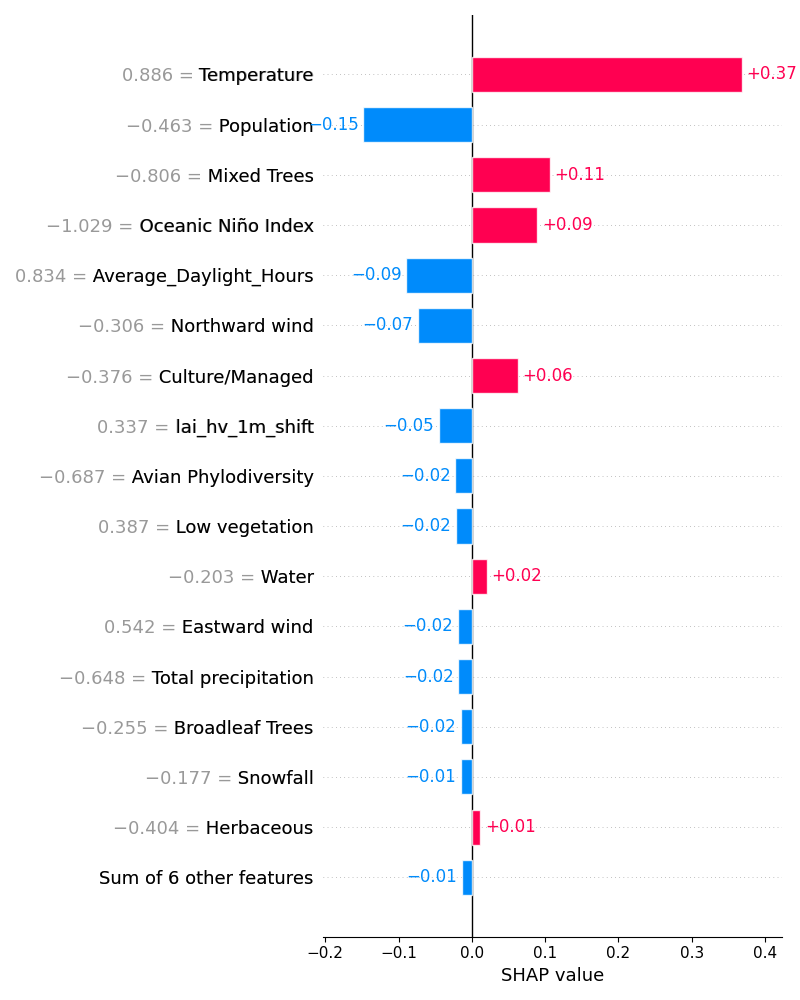 0.886 = Temperature +0.37
−0.463 = Population −0.15
−0.806 = Mixed Trees +0.11
−1.029 = Oceanic Niño Index +0.09
0.834 = Average_Daylight_Hours −0.09
−0.306 = Northward wind −0.07
−0.376 = Culture/Managed +0.06
0.337 = lai_hv_1m_shift −0.05
−0.687 = Avian Phylodiversity −0.02
0.387 = Low vegetation −0.02
−0.203 = Water +0.02
0.542 = Eastward wind −0.02
−0.648 = Total precipitation −0.02
−0.255 = Broadleaf Trees −0.02
−0.177 = Snowfall −0.01
−0.404 = Herbaceous +0.01
Sum of 6 other features −0.01
−0.2 −0.1 0.0 0.1 0.2 0.3 0.4
SHAP value